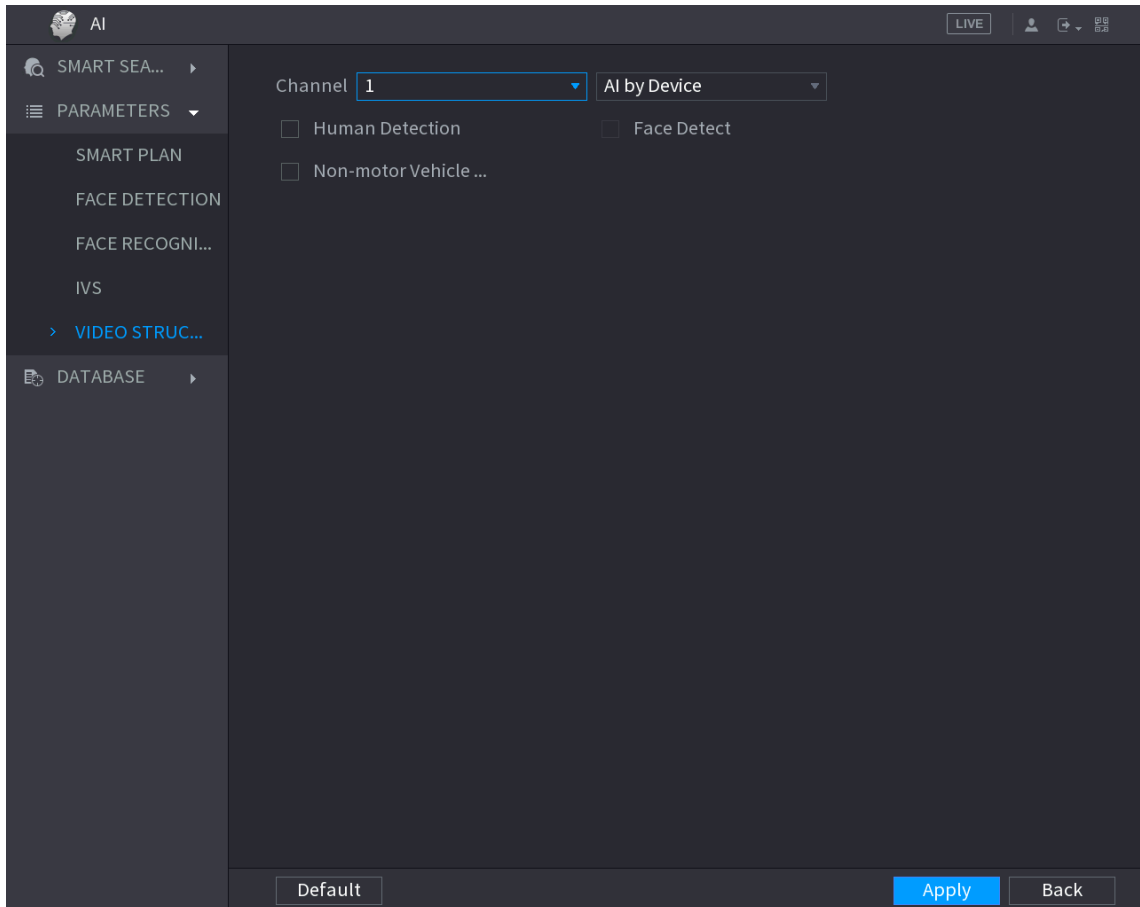 AI
LIVE
SMART SEA...
PARAMETERS
SMART PLAN
FACE DETECTION
FACE RECOGNI...
IVS
VIDEO STRUC...
DATABASE
Channel 1 AI by Device
Human Detection Face Detect
Non-motor Vehicle ...
Default Apply Back